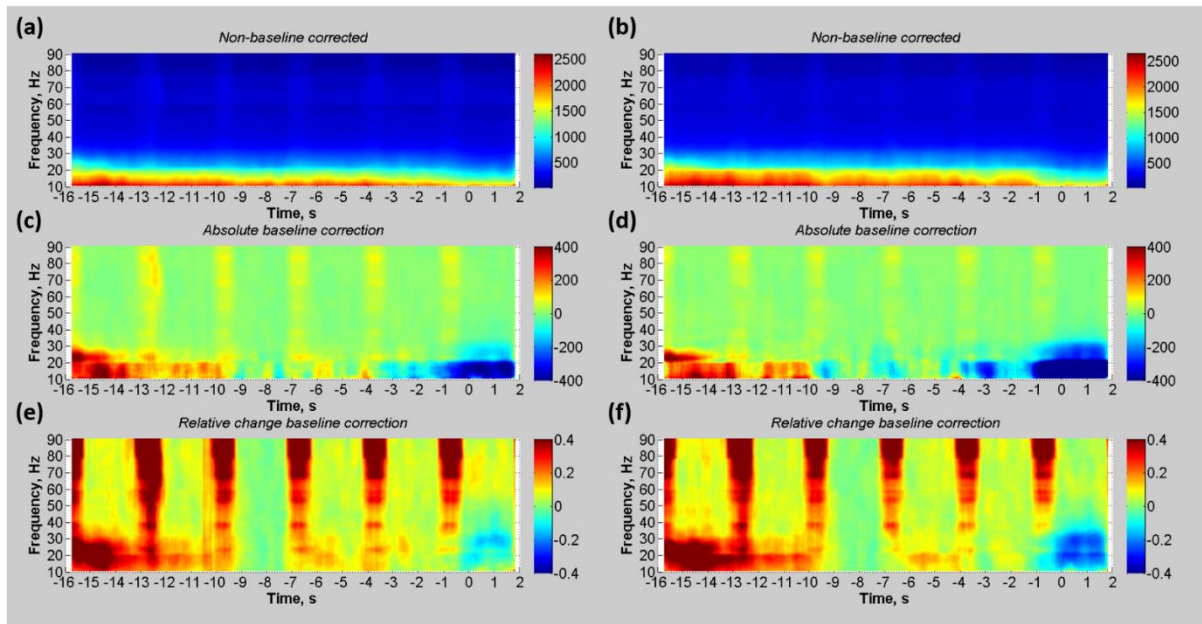 (a)
Non-baseline corrected
90
80
70
60
50
40
30
20
10
Frequency, Hz
2500
2000
1500
1000
500
-16 -15 -14 -13 -12 -11 -10 -9 -8 -7 -6 -5 -4 -3 -2 -1 0 1 2
Time, s
(b)
Non-baseline corrected
90
80
70
60
50
40
30
20
10
Frequency, Hz
2500
2000
1500
1000
500
-16 -15 -14 -13 -12 -11 -10 -9 -8 -7 -6 -5 -4 -3 -2 -1 0 1 2
Time, s
(c)
Absolute baseline correction
90
80
70
60
50
40
30
20
10
Frequency, Hz
400
200
0
-200
-400
-16 -15 -14 -13 -12 -11 -10 -9 -8 -7 -6 -5 -4 -3 -2 -1 0 1 2
Time, s
(d)
Absolute baseline correction
90
80
70
60
50
40
30
20
10
Frequency, Hz
400
200
0
-200
-400
-16 -15 -14 -13 -12 -11 -10 -9 -8 -7 -6 -5 -4 -3 -2 -1 0 1 2
Time, s
(e)
Relative change baseline correction
90
80
70
60
50
40
30
20
10
Frequency, Hz
0.4
0.2
0
-0.2
-0.4
-16 -15 -14 -13 -12 -11 -10 -9 -8 -7 -6 -5 -4 -3 -2 -1 0 1 2
Time, s
(f)
Relative change baseline correction
90
80
70
60
50
40
30
20
10
Frequency, Hz
0.4
0.2
0
-0.2
-0.4
-16 -15 -14 -13 -12 -11 -10 -9 -8 -7 -6 -5 -4 -3 -2 -1 0 1 2
Time, s